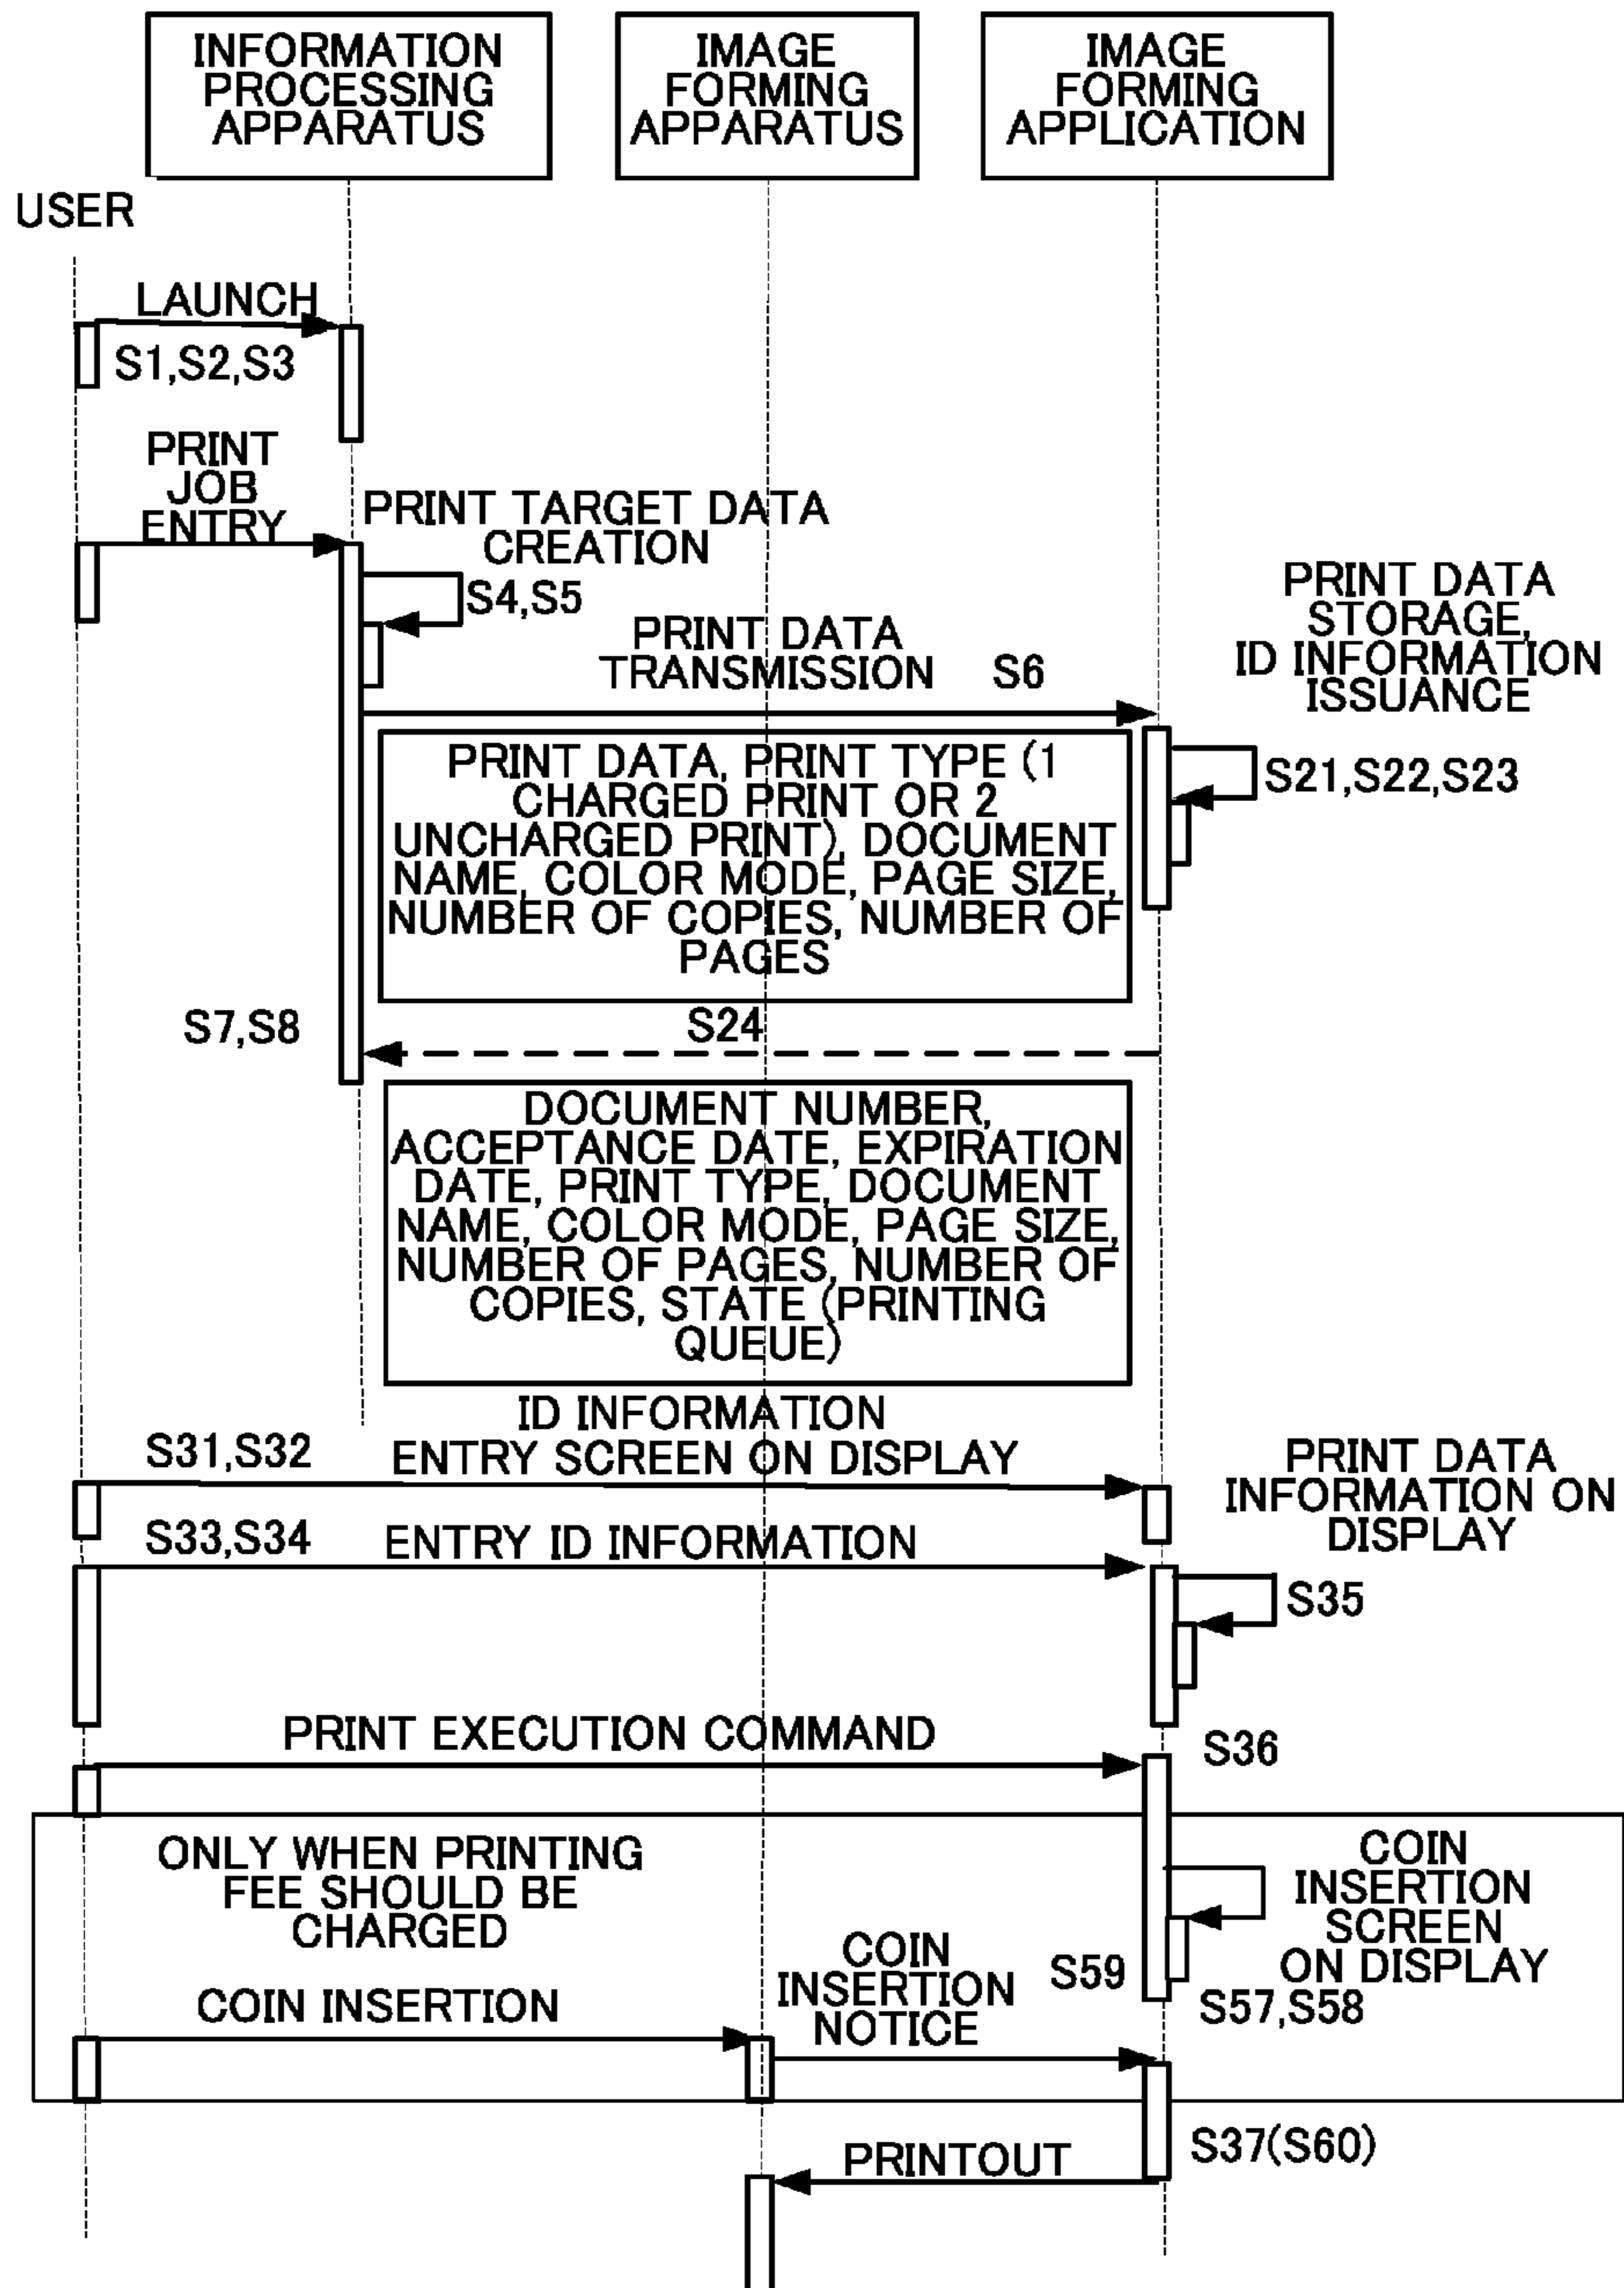 INFORMATION
PROCESSING
APPARATUS
IMAGE
FORMING
APPARATUS
IMAGE
FORMING
APPLICATION
USER
LAUNCH
S1,S2,S3
PRINT
JOB
ENTRY
PRINT TARGET DATA
CREATION
S4,S5
PRINT DATA
TRANSMISSION S6
PRINT DATA
STORAGE,
ID INFORMATION
ISSUANCE
S21,S22,S23
PRINT DATA, PRINT TYPE (1
CHARGED PRINT OR 2
UNCHARGED PRINT), DOCUMENT
NAME, COLOR MODE, PAGE SIZE,
NUMBER OF COPIES, NUMBER OF
PAGES
S7,S8
S24
DOCUMENT NUMBER,
ACCEPTANCE DATE, EXPIRATION
DATE, PRINT TYPE, DOCUMENT
NAME, COLOR MODE, PAGE SIZE,
NUMBER OF PAGES, NUMBER OF
COPIES, STATE (PRINTING
QUEUE)
S31,S32
ID INFORMATION
ENTRY SCREEN ON DISPLAY
PRINT DATA
INFORMATION ON
DISPLAY
S33,S34
ENTRY ID INFORMATION
S35
PRINT EXECUTION COMMAND
S36
ONLY WHEN PRINTING
FEE SHOULD BE
CHARGED
COIN
INSERTION
SCREEN
ON DISPLAY
S57,S58
COIN INSERTION
COIN
INSERTION
NOTICE
S59
PRINTOUT
S37(S60)